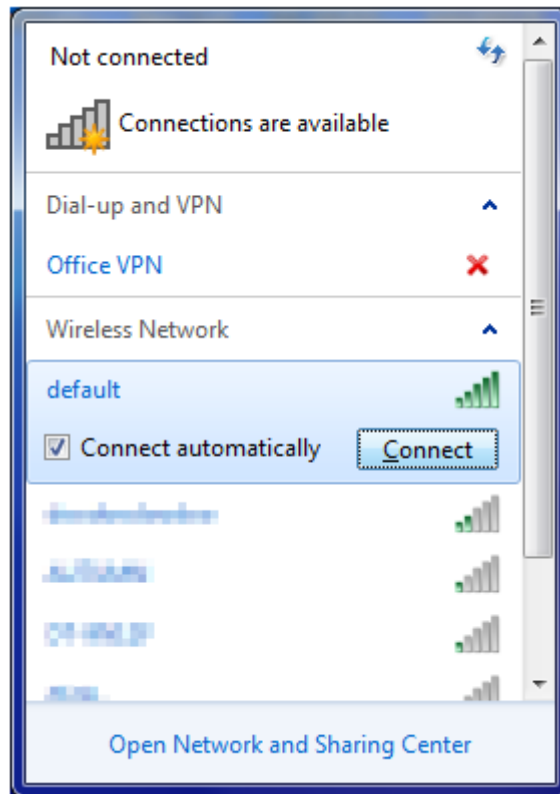 Not connected
Connections are available
Dial-up and VPN
Office VPN
Wireless Network
default
Connect automatically
Connect
Open Network and Sharing Center